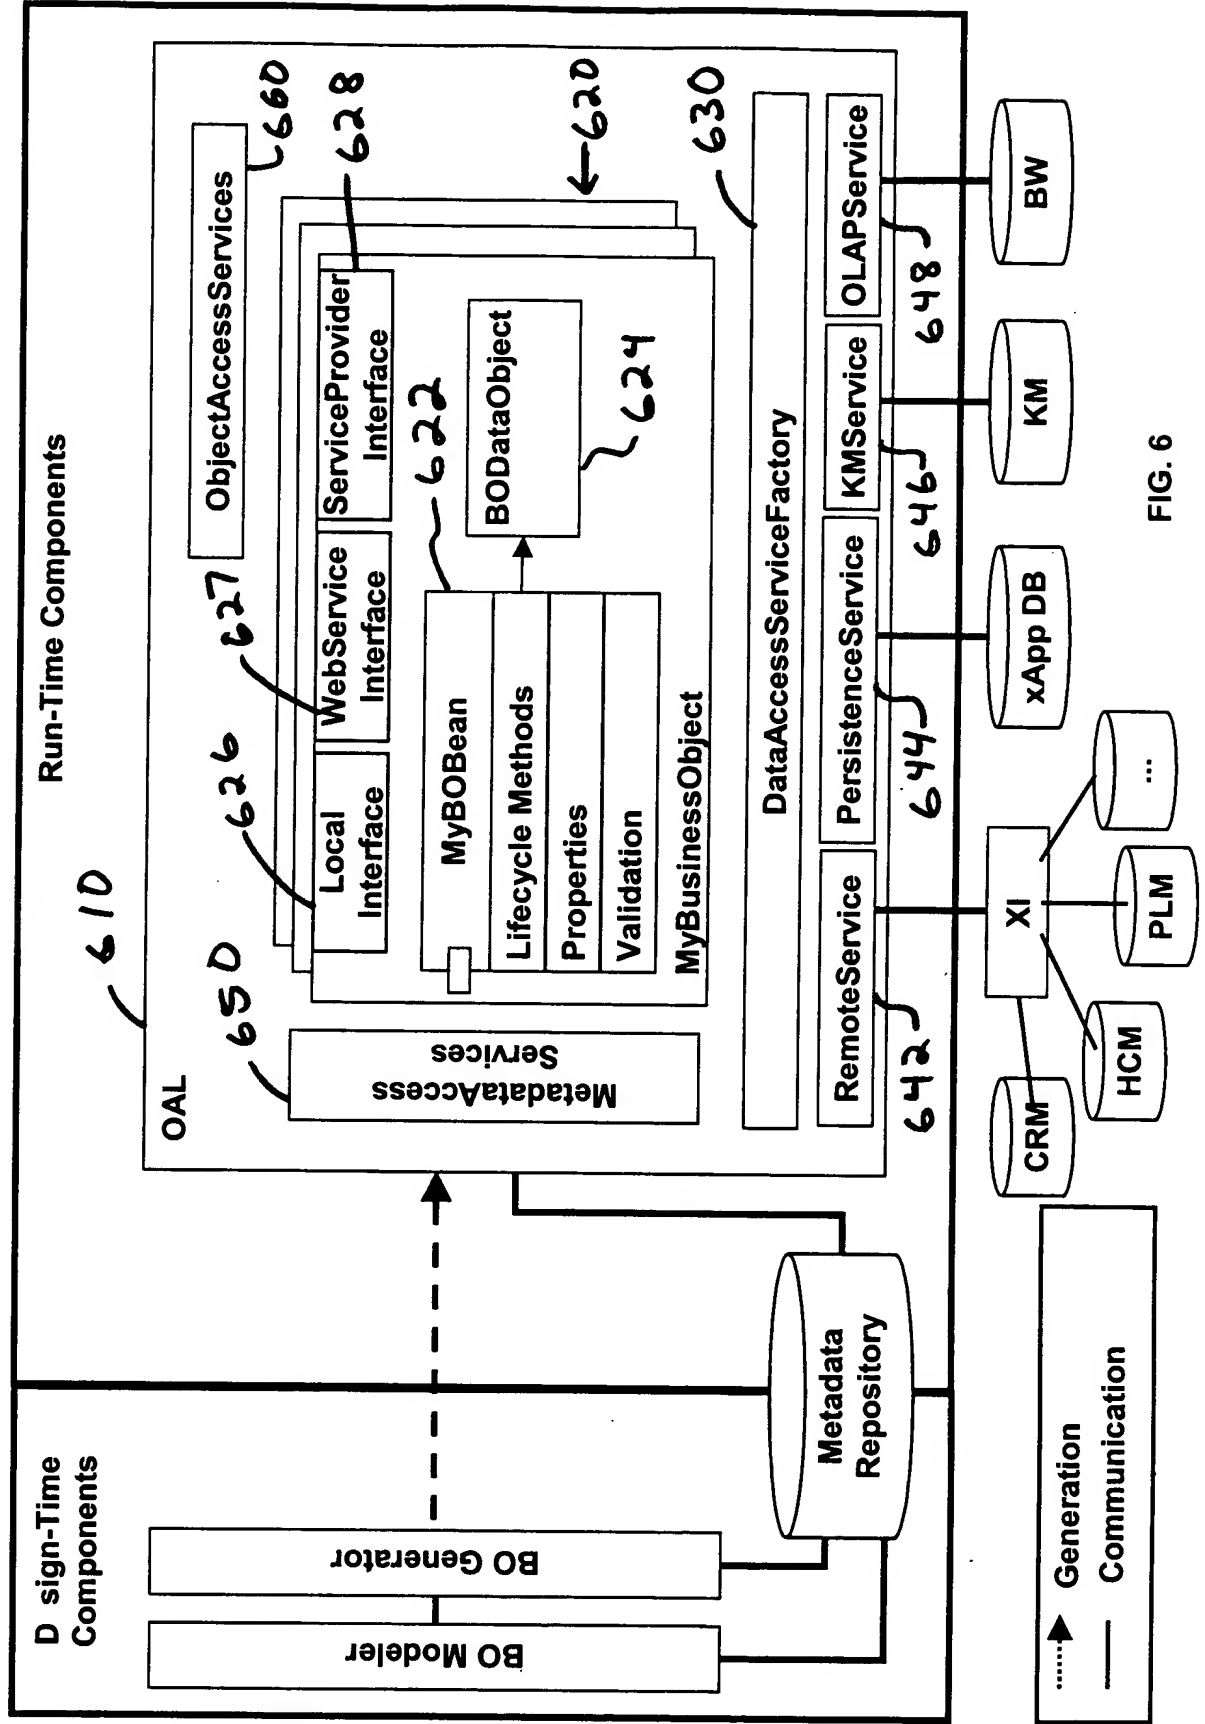 D sign-Time
Components
Run-Time Components
BO Modeler
BO Generator
Metadata
Repository
610
OAL
650
MetadataAccess
Services
660
ObjectAccessServices
626
627
628
Local
Interface
WebService
Interface
ServiceProvider
Interface
620
622
MyBOBean
Lifecycle Methods
Properties
Validation
BODataObject
624
MyBusinessObject
630
DataAccessServiceFactory
RemoteService
PersistenceService
KMService
OLAPService
642
644
646
648
XI
CRM
HCM
PLM
...
xApp DB
KM
BW
Generation
Communication
FIG. 6